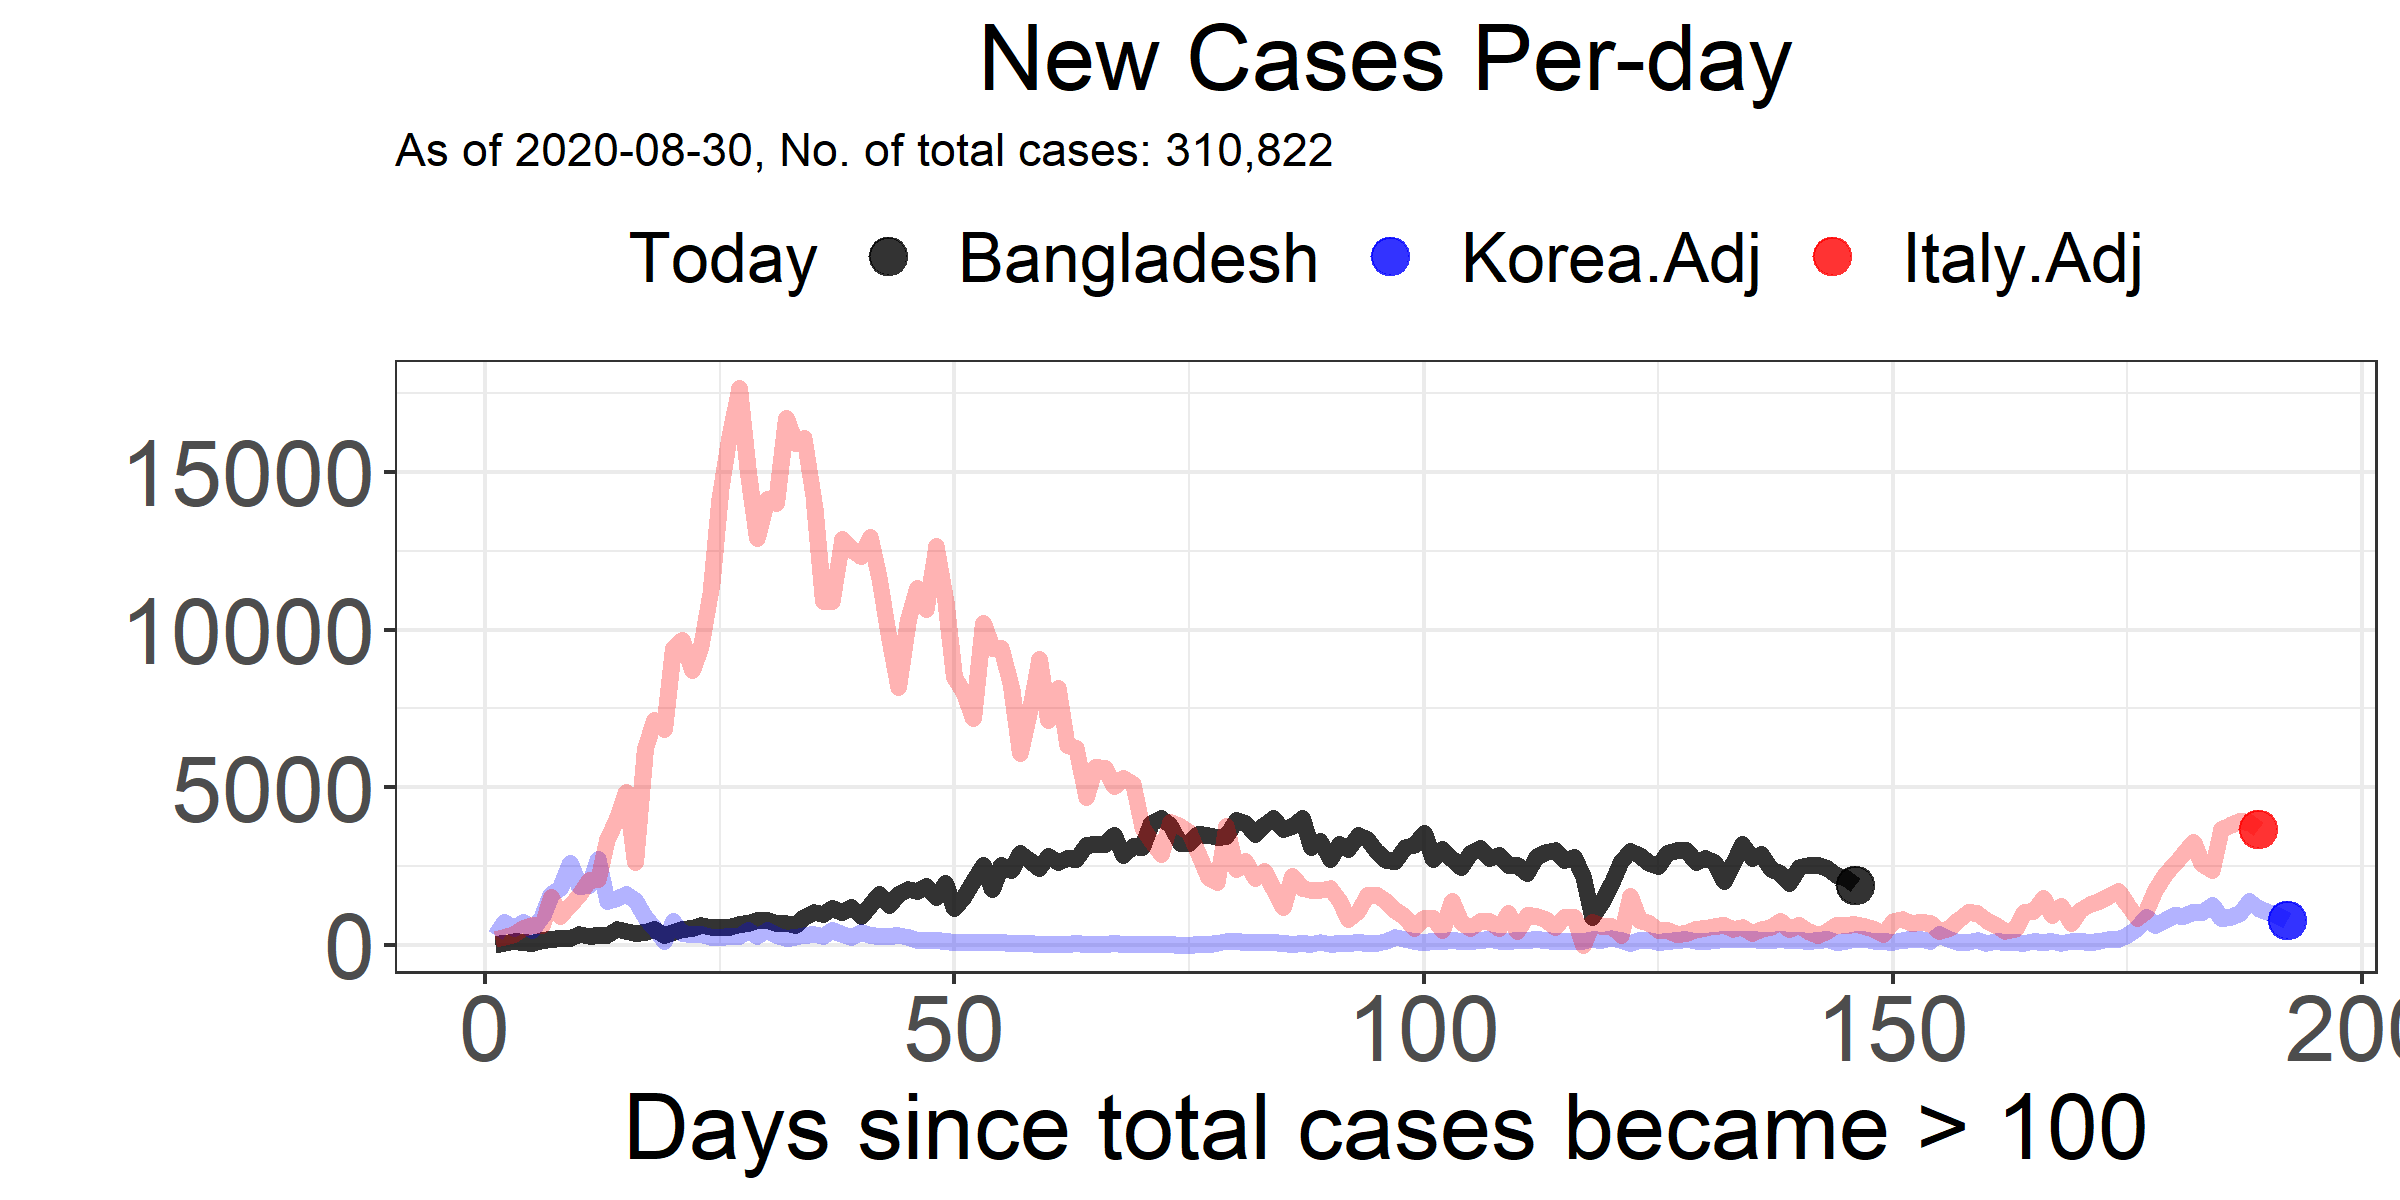 New Cases Per-day
As of 2020-08-30, No. of total cases: 310,822
Today Bangladesh Korea.Adj Italy.Adj
15000
10000
5000
0
0 50 100 150 200
Days since total cases became > 100